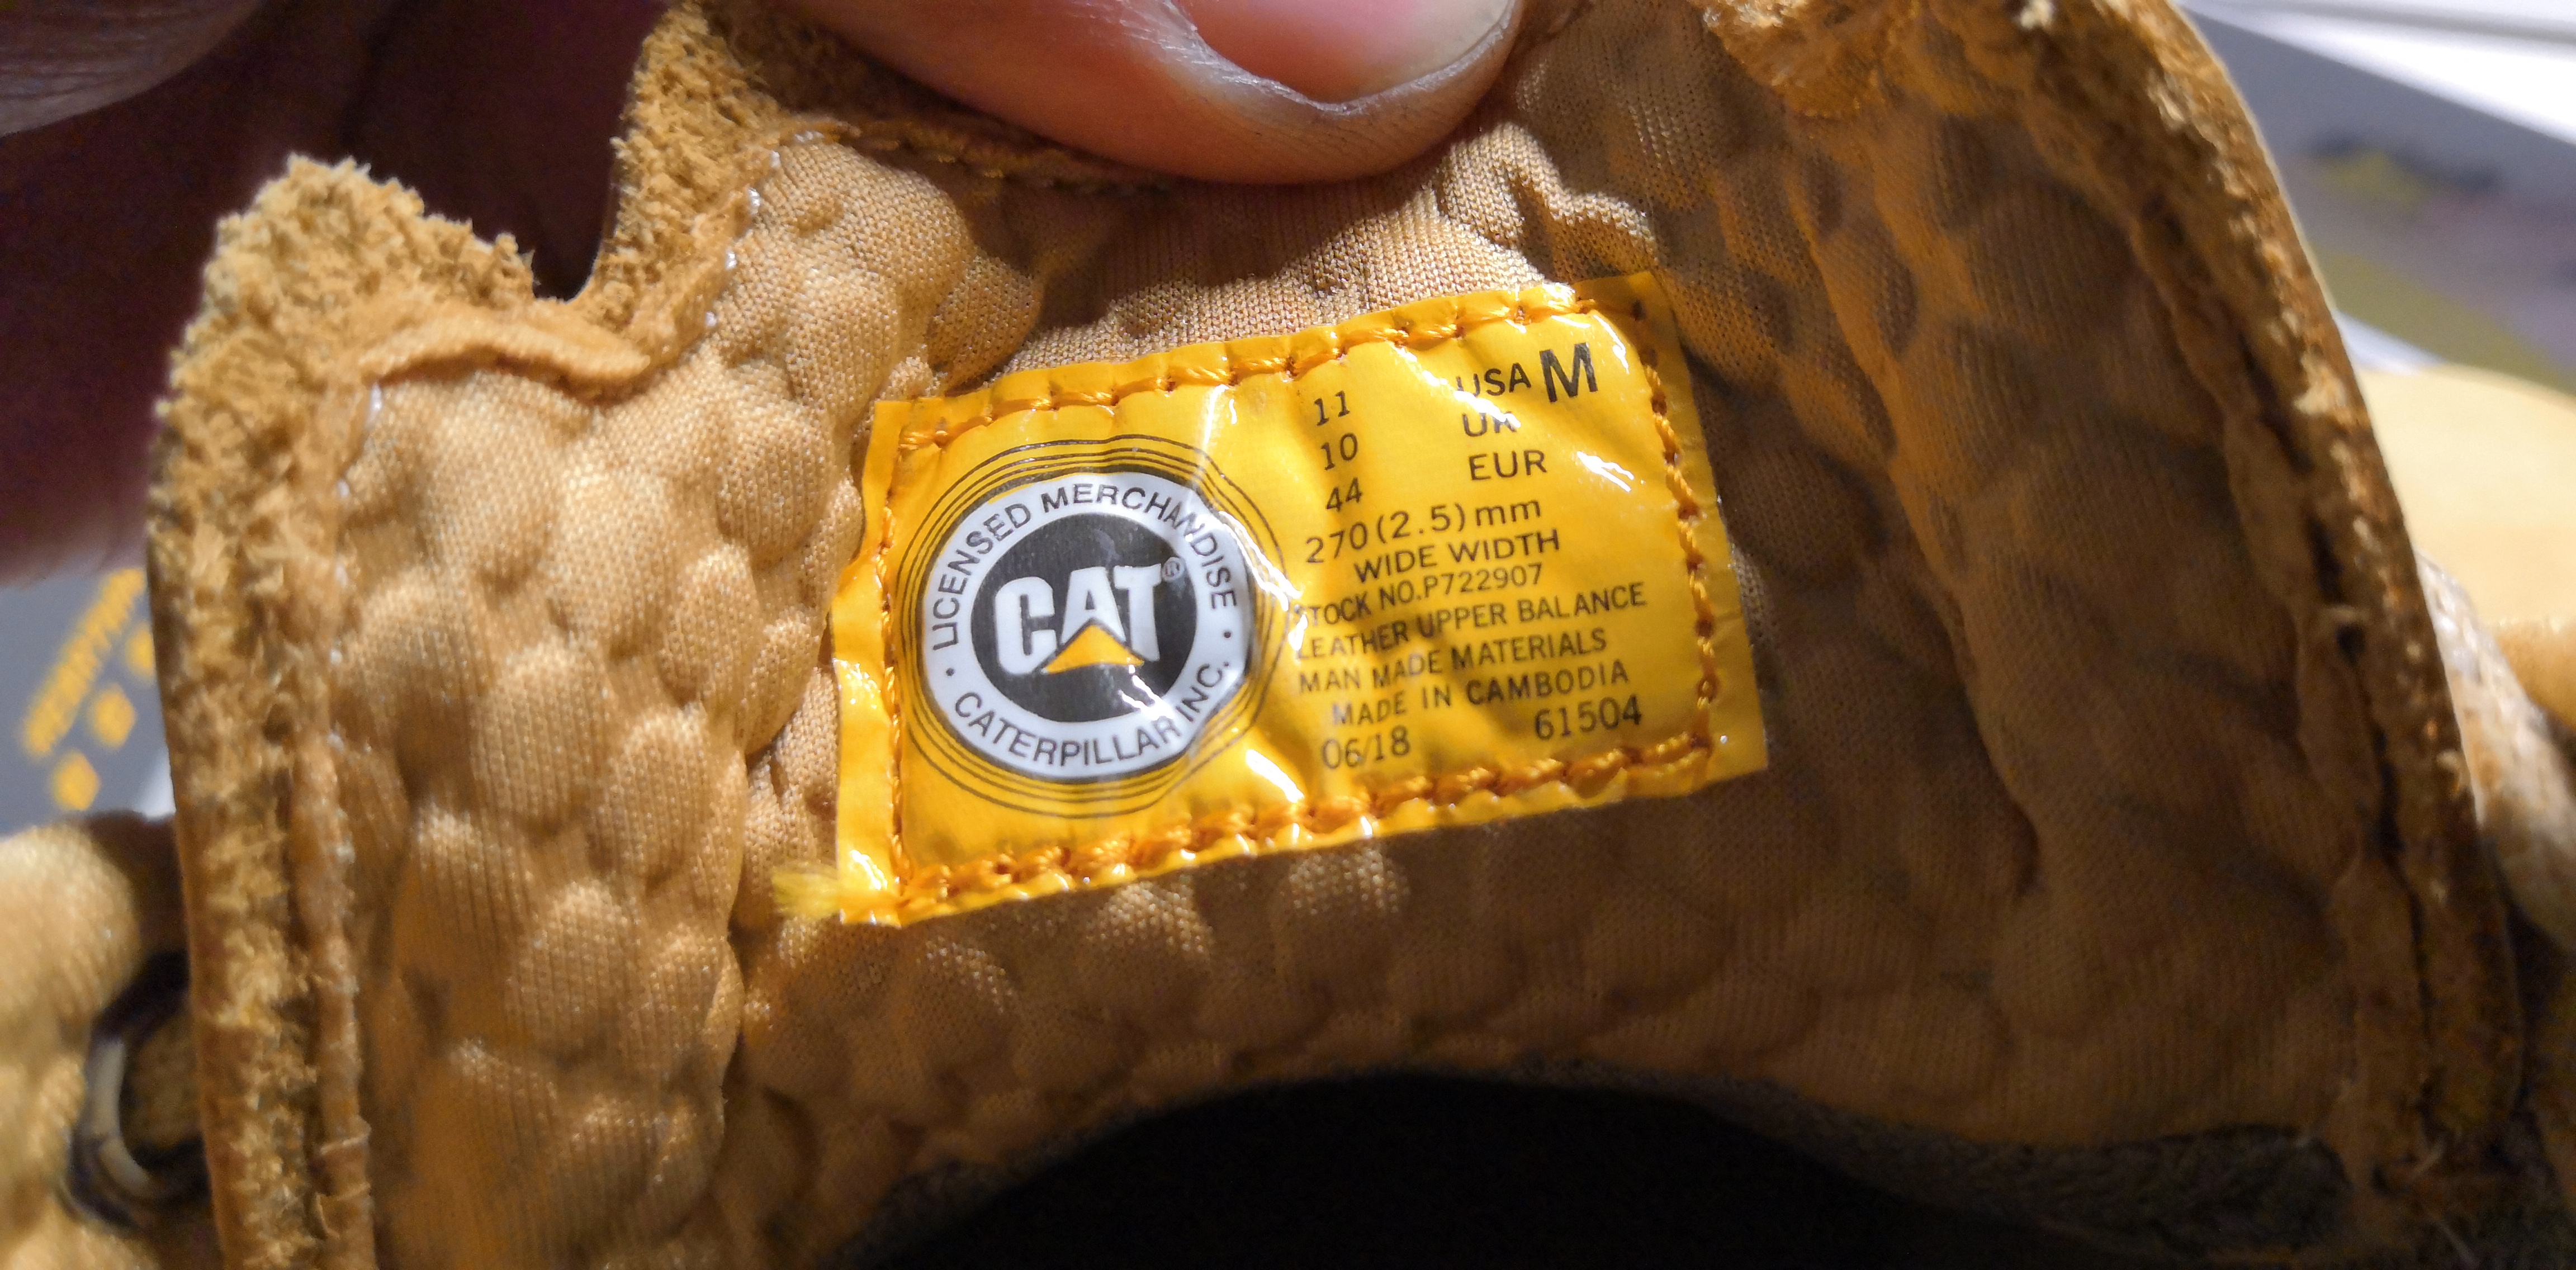 LICENSED MERCHANDISE
CAT®
CATERPILLAR INC.
11 USA M
10 UK
44 EUR
270(2.5)mm
WIDE WIDTH
STOCK NO.P722907
LEATHER UPPER BALANCE
MAN MADE MATERIALS
MADE IN CAMBODIA
06/18 61504